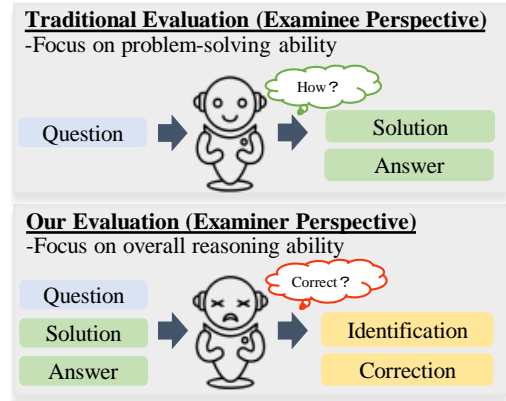 Traditional Evaluation (Examinee Perspective)
-Focus on problem-solving ability
How？
Question
Solution
Answer
Our Evaluation (Examiner Perspective)
-Focus on overall reasoning ability
Correct？
Question
Solution
Answer
Identification
Correction